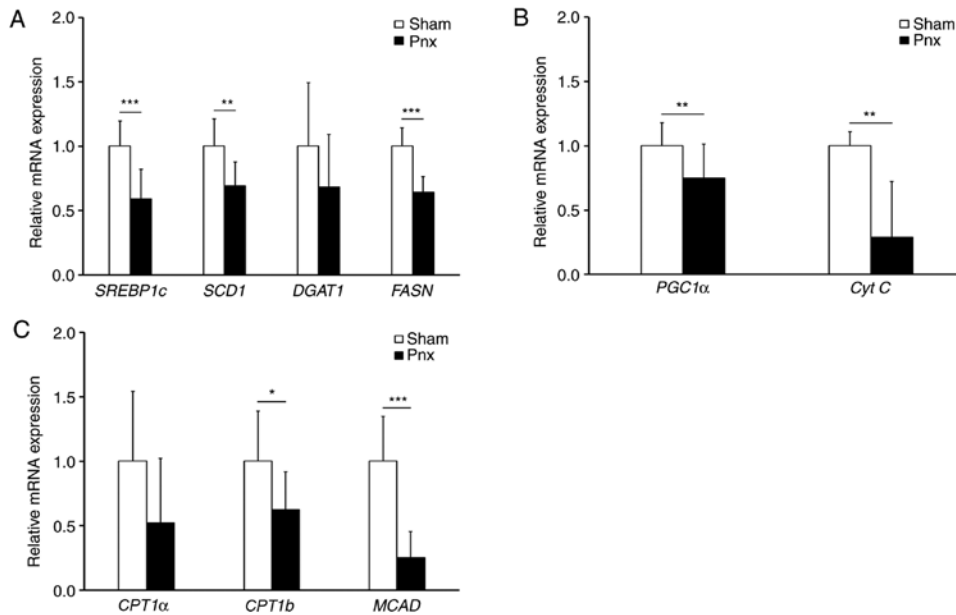 A
2.0
1.5
1.0
0.5
0.0
Relative mRNA expression
Sham
Pnx
***
**
***
SREBP1c
SCD1
DGAT1
FASN
B
2.0
1.5
1.0
0.5
0.0
Relative mRNA expression
Sham
Pnx
**
**
PGC1α
Cyt C
C
2.0
1.5
1.0
0.5
0.0
Relative mRNA expression
Sham
Pnx
*
***
CPT1α
CPT1b
MCAD